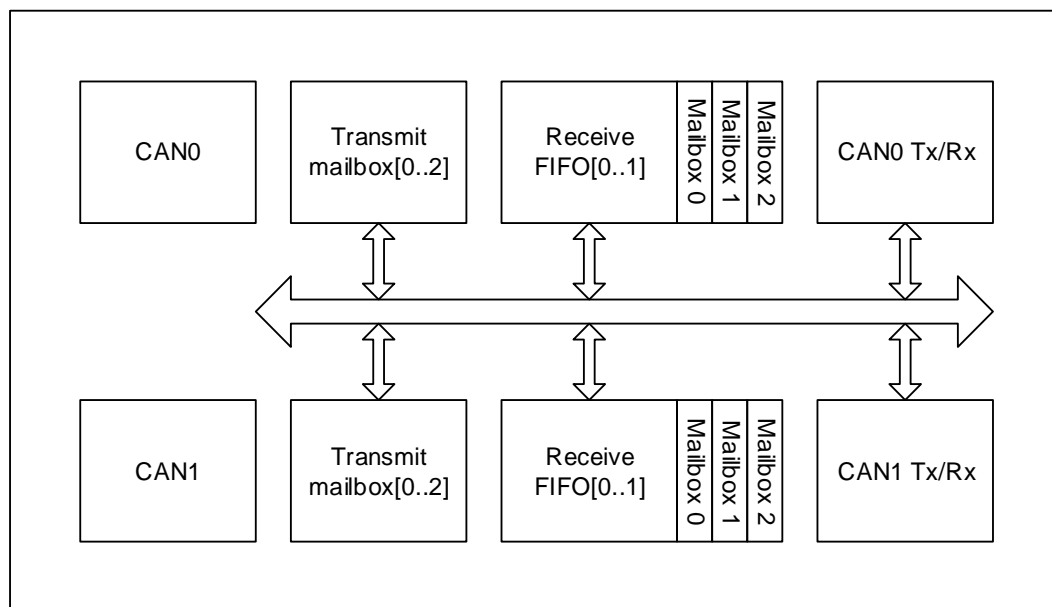 CAN0
Transmit
mailbox[0..2]
Receive
FIFO[0..1]
Mailbox 0
Mailbox 1
Mailbox 2
CAN0 Tx/Rx
CAN1
Transmit
mailbox[0..2]
Receive
FIFO[0..1]
Mailbox 0
Mailbox 1
Mailbox 2
CAN1 Tx/Rx